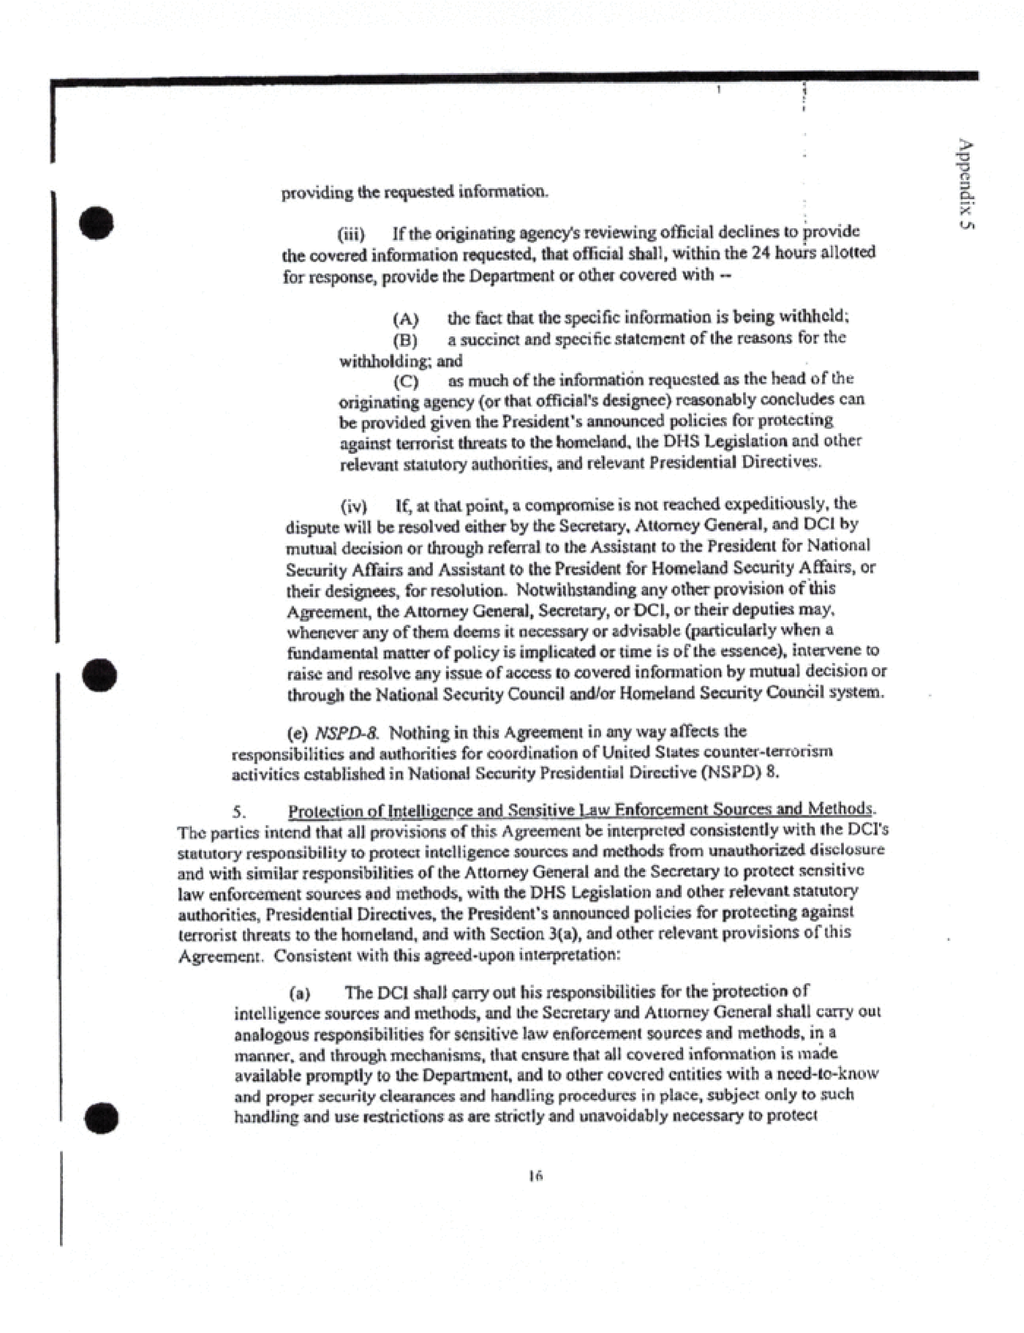 Appendix 5
providing the requested information.
(iii) If the originating agency's reviewing official declines to provide
the covered information requested, that official shall, within the 24 hours allotted
for response, provide the Department or other covered with --
(A) the fact that the specific information is being withheld;
(B) a succinct and specific statement of the reasons for the
withholding; and
(C) as much of the information requested as the head of the
originating agency (or that official's designee) reasonably concludes can
be provided given the President's announced policies for protecting
against terrorist threats to the homeland, the DHS Legislation and other
relevant statutory authorities, and relevant Presidential Directives.
(iv) If, at that point, a compromise is not reached expeditiously, the
dispute will be resolved either by the Secretary, Attorney General, and DCI by
mutual decision or through referral to the Assistant to the President for National
Security Affairs and Assistant to the President for Homeland Security Affairs, or
their designees, for resolution. Notwithstanding any other provision of this
Agreement, the Attorney General, Secretary, or DCI, or their deputies may,
whenever any of them deems it necessary or advisable (particularly when a
fundamental matter of policy is implicated or time is of the essence), intervene to
raise and resolve any issue of access to covered information by mutual decision or
through the National Security Council and/or Homeland Security Council system.
(e) NSPD-8. Nothing in this Agreement in any way affects the
responsibilities and authorities for coordination of United States counter-terrorism
activities established in National Security Presidential Directive (NSPD) 8.
5. Protection of Intelligence and Sensitive Law Enforcement Sources and Methods.
The parties intend that all provisions of this Agreement be interpreted consistently with the DCI's
statutory responsibility to protect intelligence sources and methods from unauthorized disclosure
and with similar responsibilities of the Attorney General and the Secretary to protect sensitive
law enforcement sources and methods, with the DHS Legislation and other relevant statutory
authorities, Presidential Directives, the President's announced policies for protecting against
terrorist threats to the homeland, and with Section 3(a), and other relevant provisions of this
Agreement. Consistent with this agreed-upon interpretation:
(a) The DCI shall carry out his responsibilities for the protection of
intelligence sources and methods, and the Secretary and Attorney General shall carry out
analogous responsibilities for sensitive law enforcement sources and methods, in a
manner, and through mechanisms, that ensure that all covered information is made
available promptly to the Department, and to other covered entities with a need-to-know
and proper security clearances and handling procedures in place, subject only to such
handling and use restrictions as are strictly and unavoidably necessary to protect
16